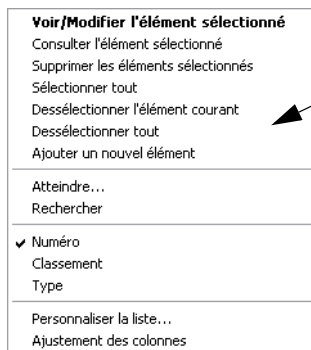 Voir/Modifier l'élément sélectionné
Consulter l'élément sélectionné
Supprimer les éléments sélectionnés
Sélectionner tout
Dessélectionner l'élément courant
Dessélectionner tout
Ajouter un nouvel élément
Atteindre...
Rechercher
Numéro
Classement
Type
Personnaliser la liste...
Ajustement des colonnes